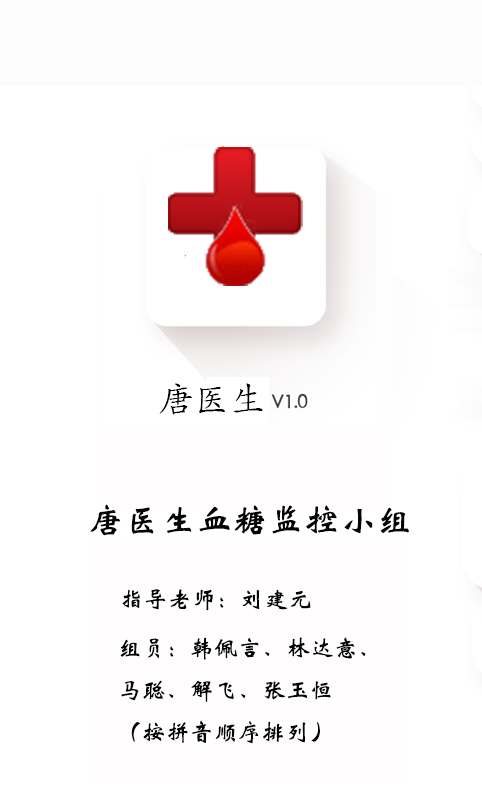 唐医生 V1.0
唐医生血糖监控小组
指导老师：刘建元
组员：韩佩言、林达意、
马聪、解飞、张玉恒
（按拼音顺序排列）